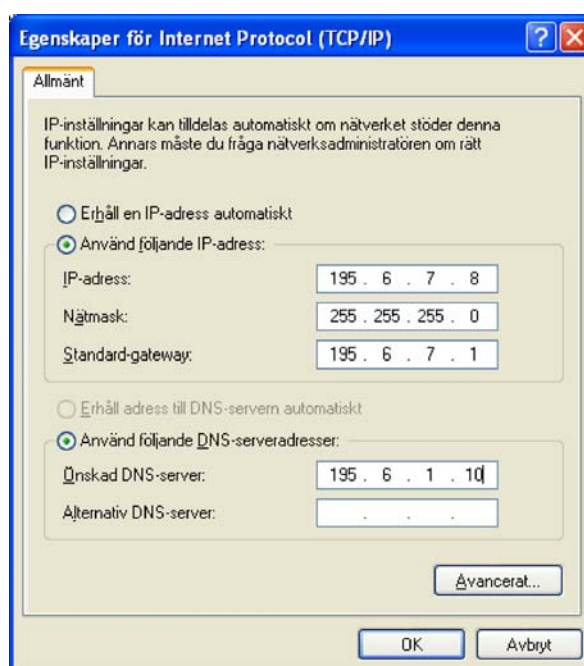 Egenskaper för Internet Protocol (TCP/IP)
Allmänt
IP-inställningar kan tilldelas automatiskt om nätverket stöder denna
funktion. Annars måste du fråga nätverksadministratören om rätt
IP-inställningar.
Erhåll en IP-adress automatiskt
Använd följande IP-adress:
IP-adress: 195 . 6 . 7 . 8
Nätmask: 255 . 255 . 255 . 0
Standard-gateway: 195 . 6 . 7 . 1
Erhåll adress till DNS-servern automatiskt
Använd följande DNS-serveradresser:
Önskad DNS-server: 195 . 6 . 1 . 10
Alternativ DNS-server: . . .
Avancerat...
OK Avbryt